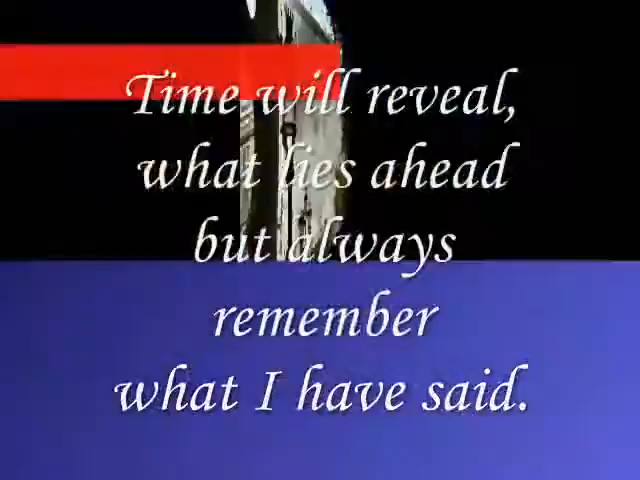 Time will reveal,
what lies ahead
but always
remember
what I have said.